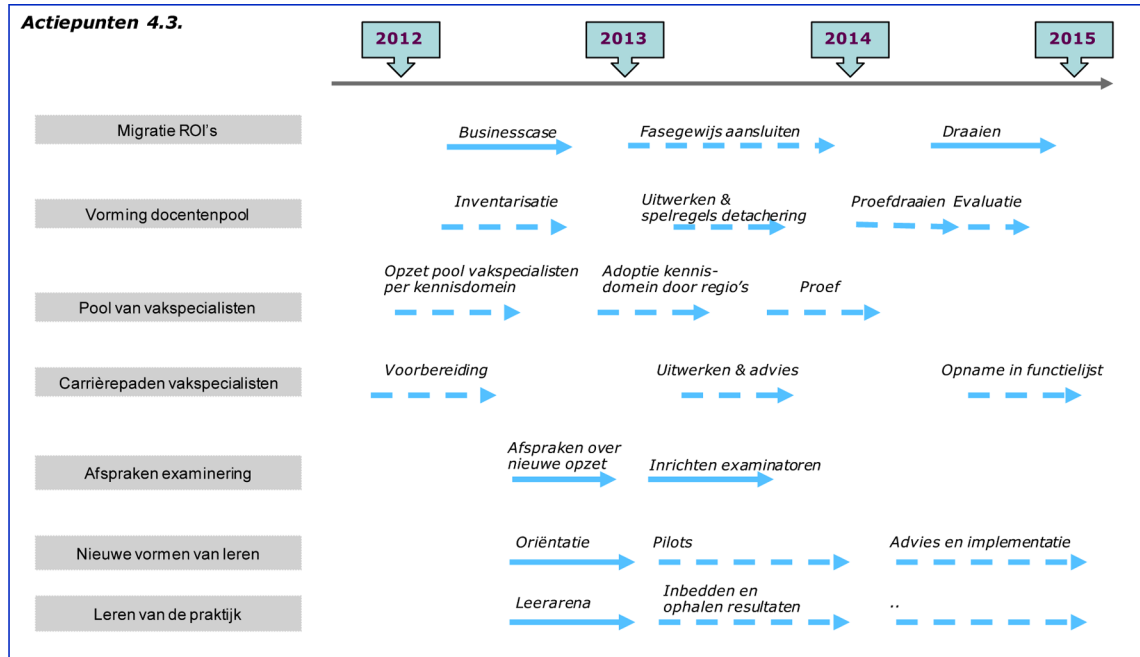 Actiepunten 4.3.
2012
2013
2014
2015
Migratie ROI's
Businesscase
Fasegewijs aansluiten
Draaien
Vorming docentenpool
Inventarisatie
Uitwerken &
spelregels detachering
Proefdraaien
Evaluatie
Pool van vakspecialisten
Opzet pool vakspecialisten
per kennisdomein
Adoptie kennis-
domein door regio's
Proef
Carrièrepaden vakspecialisten
Voorbereiding
Uitwerken & advies
Opname in functielijst
Afspraken examinering
Afspraken over
nieuwe opzet
Inrichten examinatoren
Nieuwe vormen van leren
Oriëntatie
Pilots
Advies en implementatie
Leren van de praktijk
Leerarena
Inbedden en
ophalen resultaten
..